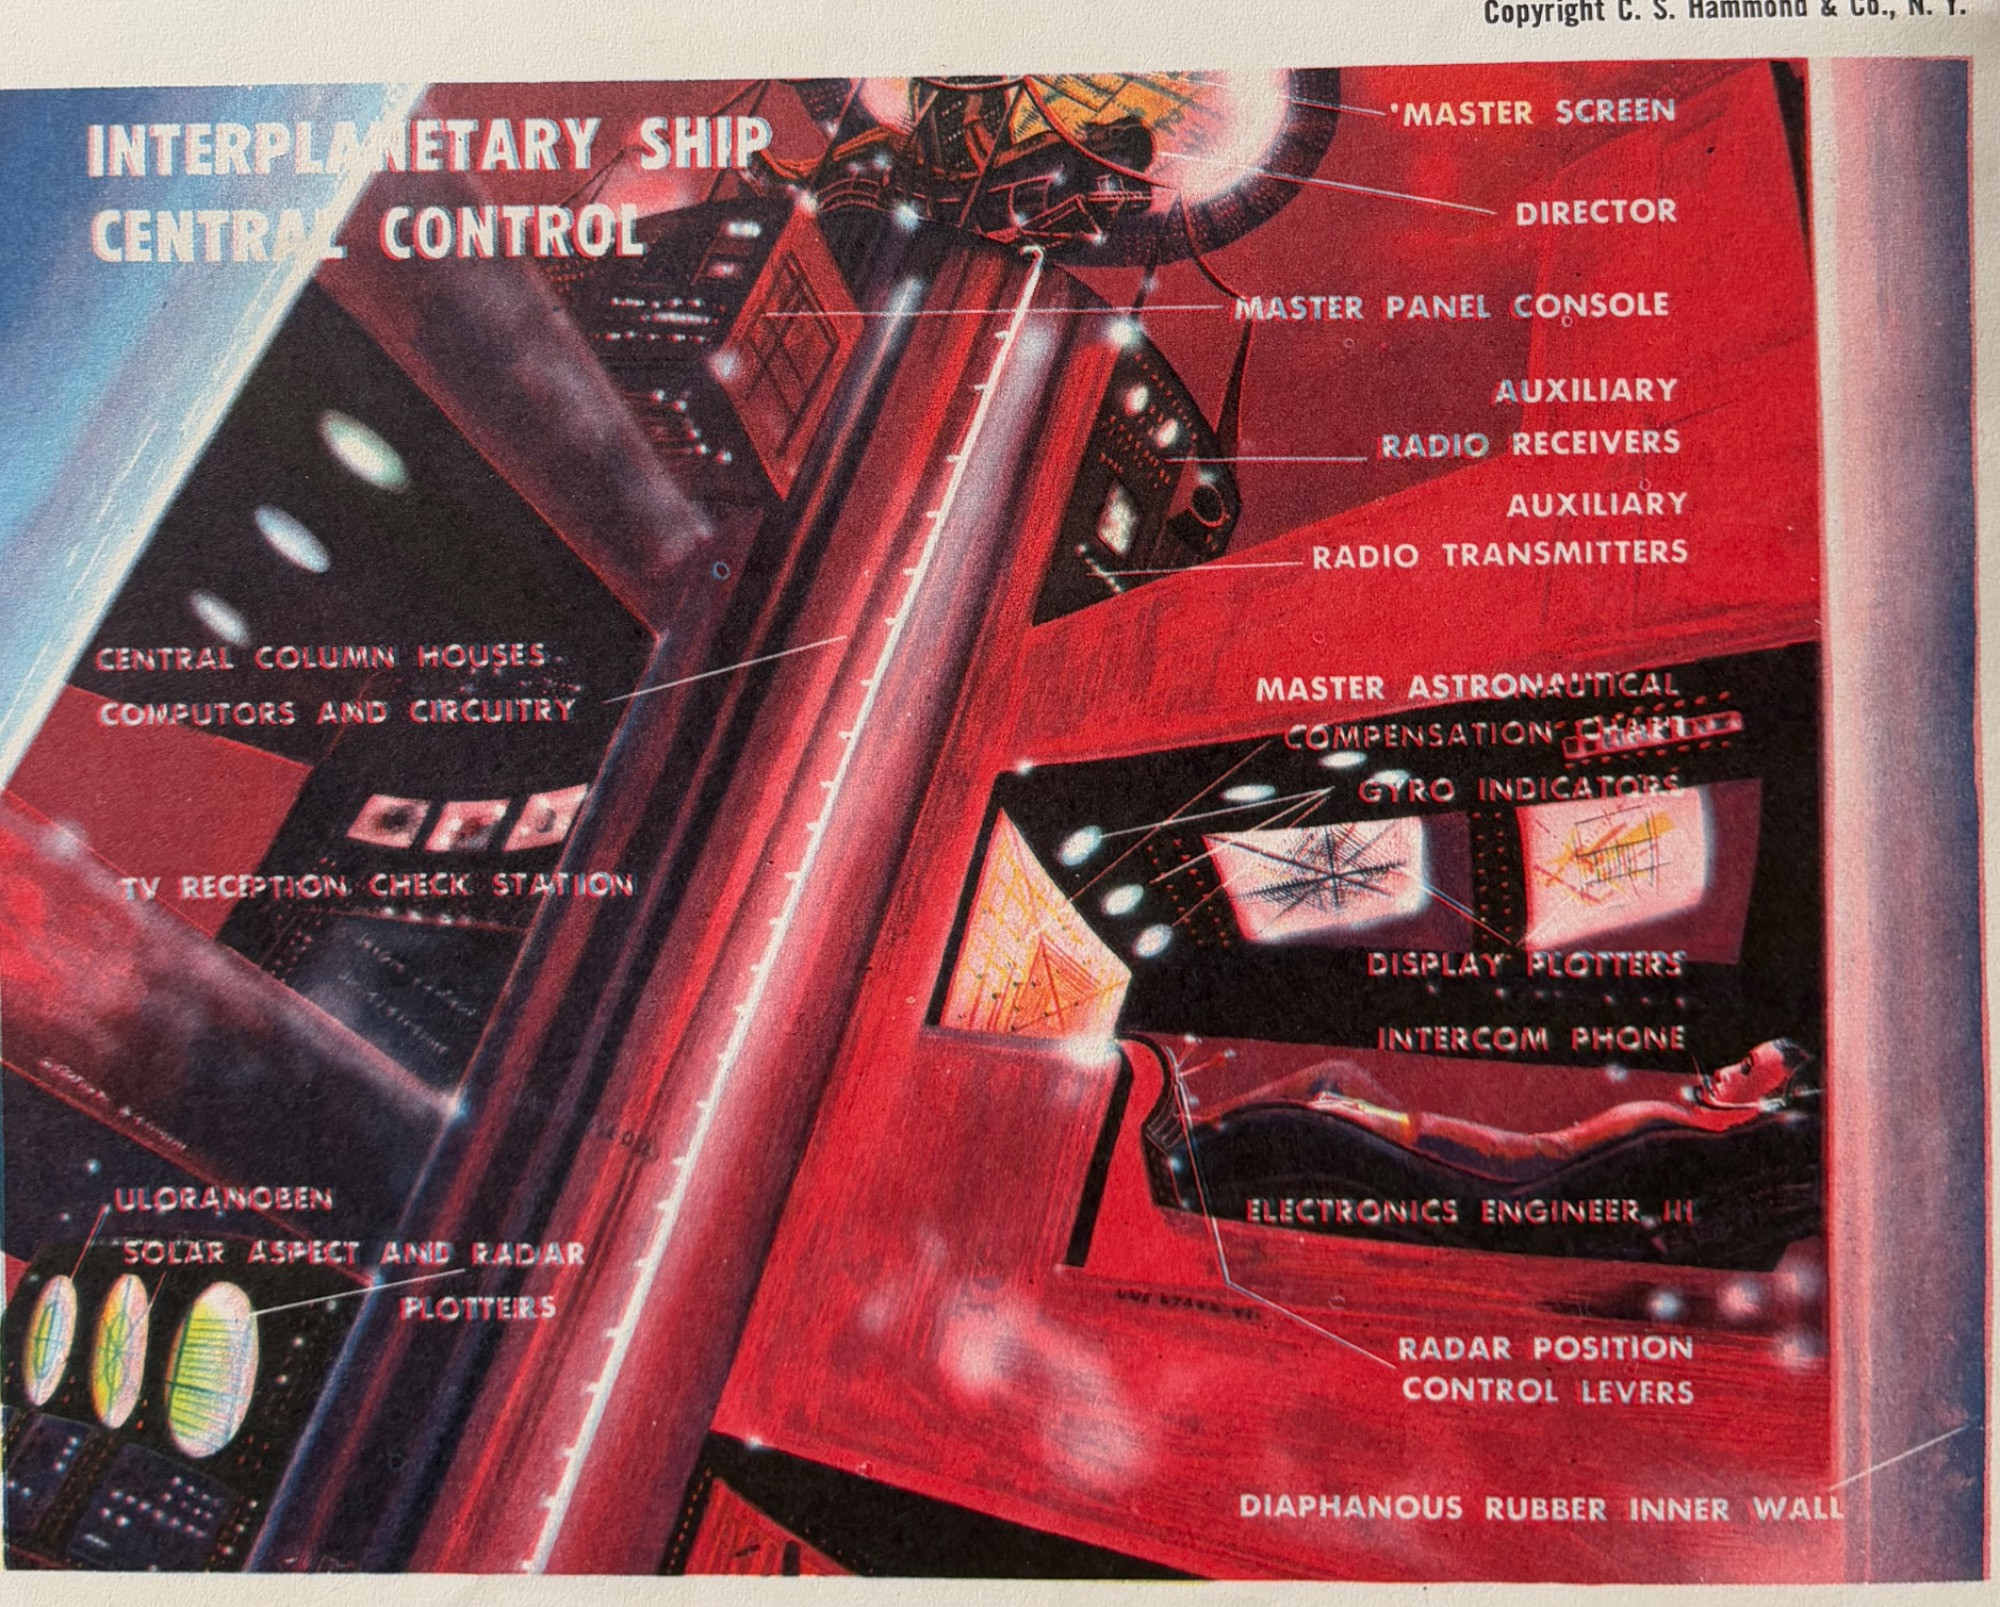 Copyright C. S. Hammond & Co., N. Y.
INTERPLANETARY SHIP
CENTRAL CONTROL
MASTER SCREEN
DIRECTOR
MASTER PANEL CONSOLE
AUXILIARY
RADIO RECEIVERS
AUXILIARY
RADIO TRANSMITTERS
CENTRAL COLUMN HOUSES
COMPUTORS AND CIRCUITRY
MASTER ASTRONAUTICAL
COMPENSATION CHART
GYRO INDICATORS
TV RECEPTION CHECK STATION
DISPLAY PLOTTERS
INTERCOM PHONE
ULORANOBEN
SOLAR ASPECT AND RADAR
PLOTTERS
ELECTRONICS ENGINEER III
RADAR POSITION
CONTROL LEVERS
DIAPHANOUS RUBBER INNER WALL